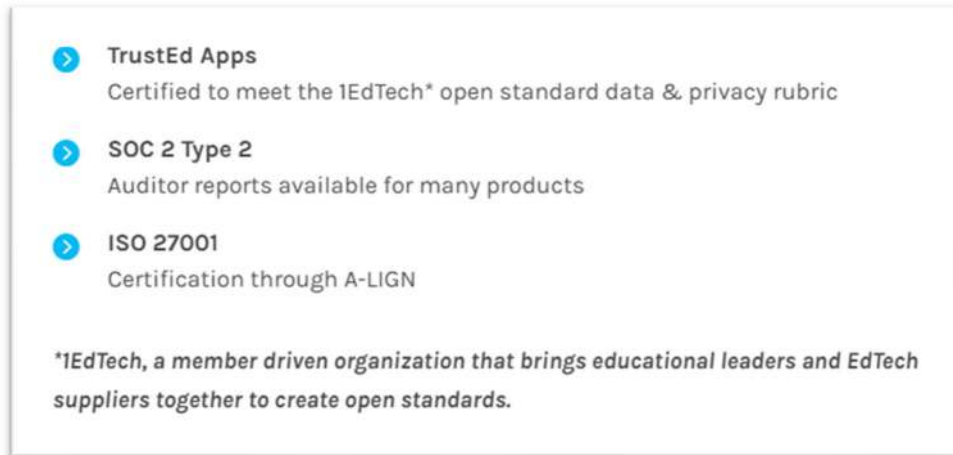 TrustEd Apps
Certified to meet the 1EdTech* open standard data & privacy rubric
SOC 2 Type 2
Auditor reports available for many products
ISO 27001
Certification through A-LIGN
*1EdTech, a member driven organization that brings educational leaders and EdTech
suppliers together to create open standards.